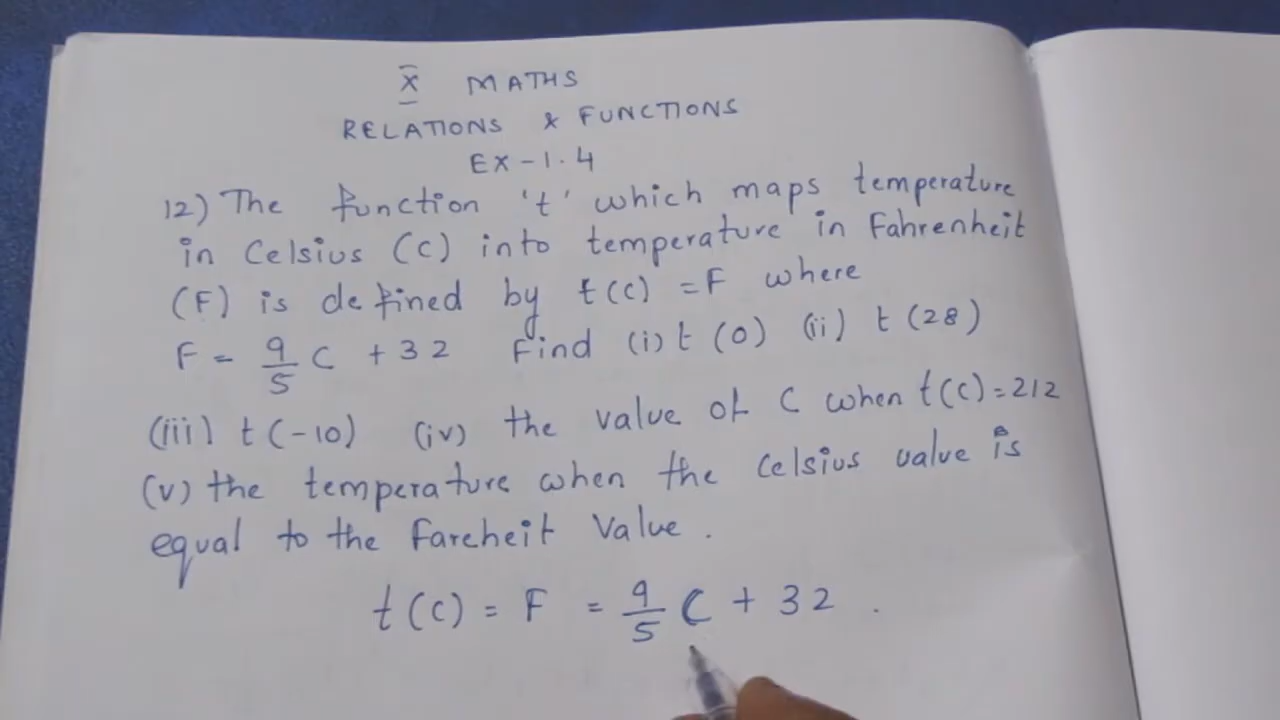 X MATHS
RELATIONS & FUNCTIONS
EX-1.4
12) The function 't' which maps temperature
in Celsius (C) into temperature in Fahrenheit
(F) is defined by t(C) = F where
F = 9/5 C + 32 Find (i) t(0) (ii) t(28)
(iii) t(-10) (iv) the value of C when t(C)=212
(v) the temperature when the Celsius value is
equal to the Fareheit Value.
t(C) = F = 9/5 C + 32.